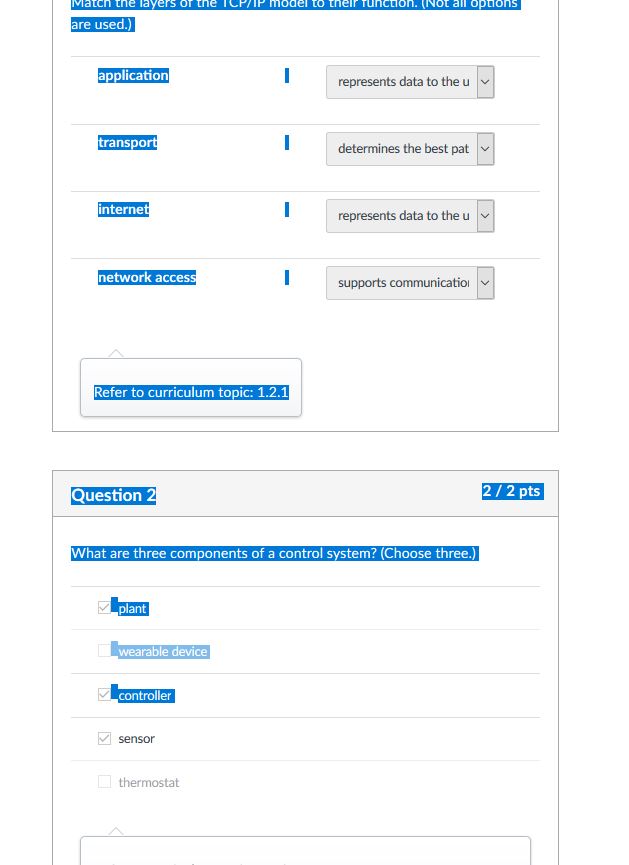 Match the layers of the TCP/IP model to their function. (Not all options
are used.)
application
represents data to the u
transport
determines the best pat
internet
represents data to the u
network access
supports communication
Refer to curriculum topic: 1.2.1
Question 2
2 / 2 pts
What are three components of a control system? (Choose three.)
plant
wearable device
controller
sensor
thermostat